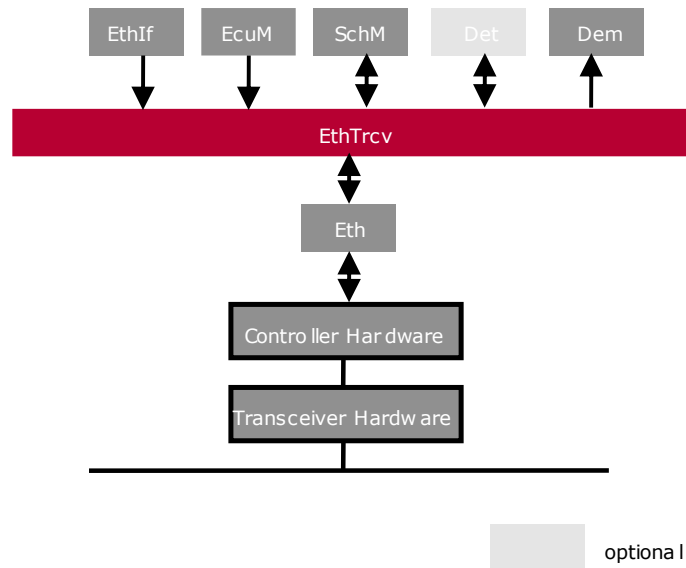 EthIf EcuM SchM Det Dem
EthTrcv
Eth
Controller Hardware
Transceiver Hardware
optional